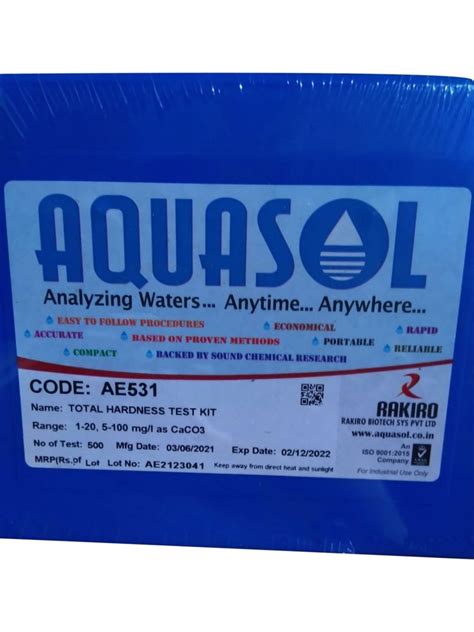 AQUASOL
Analyzing Waters... Anytime... Anywhere...
EASY TO FOLLOW PROCEDURES ECONOMICAL RAPID
ACCURATE BASED ON PROVEN METHODS PORTABLE RELIABLE
COMPACT BACKED BY SOUND CHEMICAL RESEARCH
CODE: AE531
Name: TOTAL HARDNESS TEST KIT
Range: 1-20, 5-100 mg/l as CaCO3
No of Test: 500 Mfg Date: 03/06/2021 Exp Date: 02/12/2022
MRP(Rs.pf Lot Lot No: AE2123041 Keep away from direct heat and sunlight
RAKIRO
RAKIRO BIOTECH SYS PVT LTD
www.aquasol.co.in
An
ISO 9001:2015
Company
For Industrial Use Only